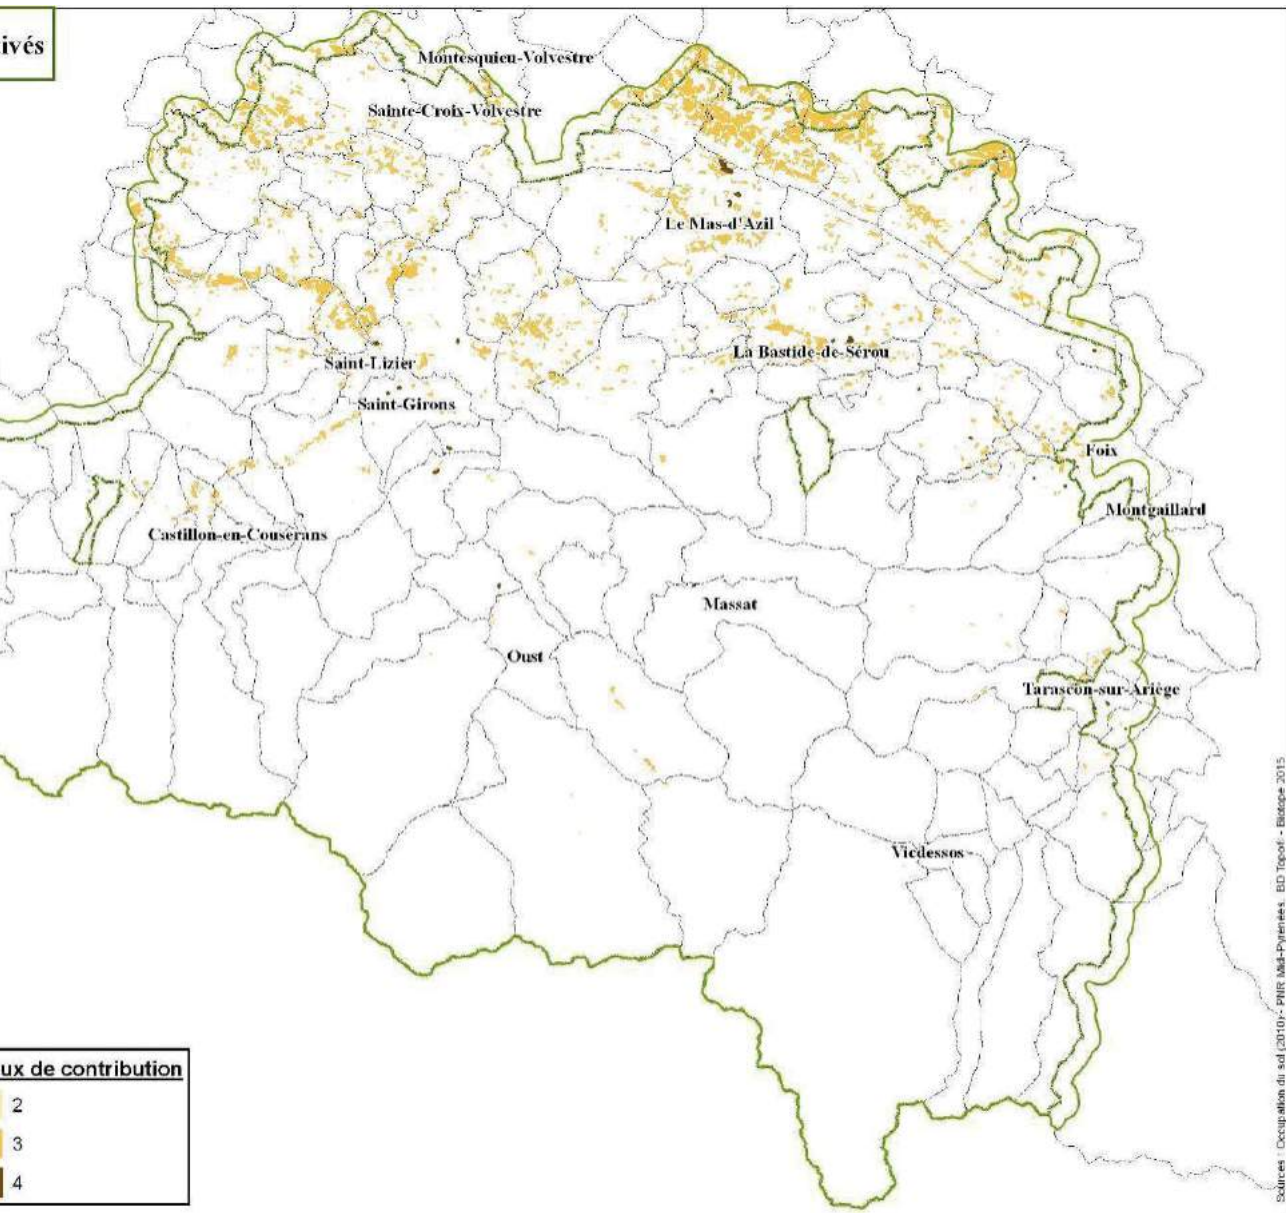 ivés
Montesquieu-Volvestre
Sainte-Croix-Volvestre
Le Mas-d'Azil
La Bastide-de-Sérou
Saint-Lizier
Saint-Girons
Foix
Montgaillard
Castillon-en-Couserans
Massat
Oust
Tarascon-sur-Ariège
Vicdessos
ux de contribution
2
3
4
Sources : Occupation du sol (2010) - PNR Midi-Pyrénées, BD Topo® - Biotope 2015